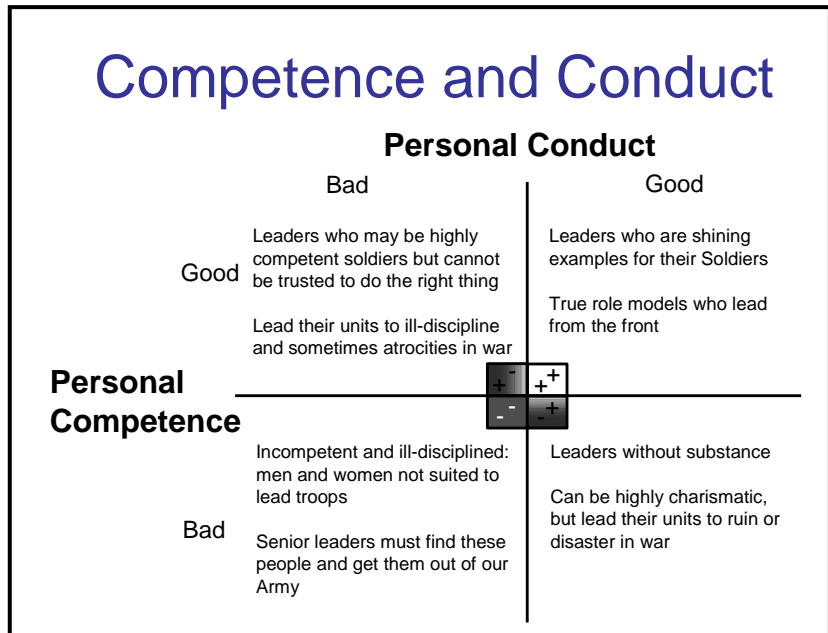 Competence and Conduct
Personal Conduct
Bad
Good
Good
Leaders who may be highly
competent soldiers but cannot
be trusted to do the right thing
Lead their units to ill-discipline
and sometimes atrocities in war
Leaders who are shining
examples for their Soldiers
True role models who lead
from the front
Personal
Competence
+ -
+ +
- -
- +
Bad
Incompetent and ill-disciplined:
men and women not suited to
lead troops
Senior leaders must find these
people and get them out of our
Army
Leaders without substance
Can be highly charismatic,
but lead their units to ruin or
disaster in war